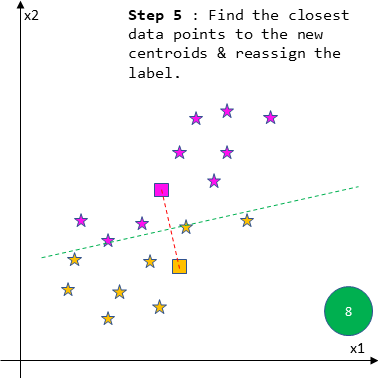 x2
Step 5 : Find the closest
data points to the new
centroids & reassign the
label.
8
x1